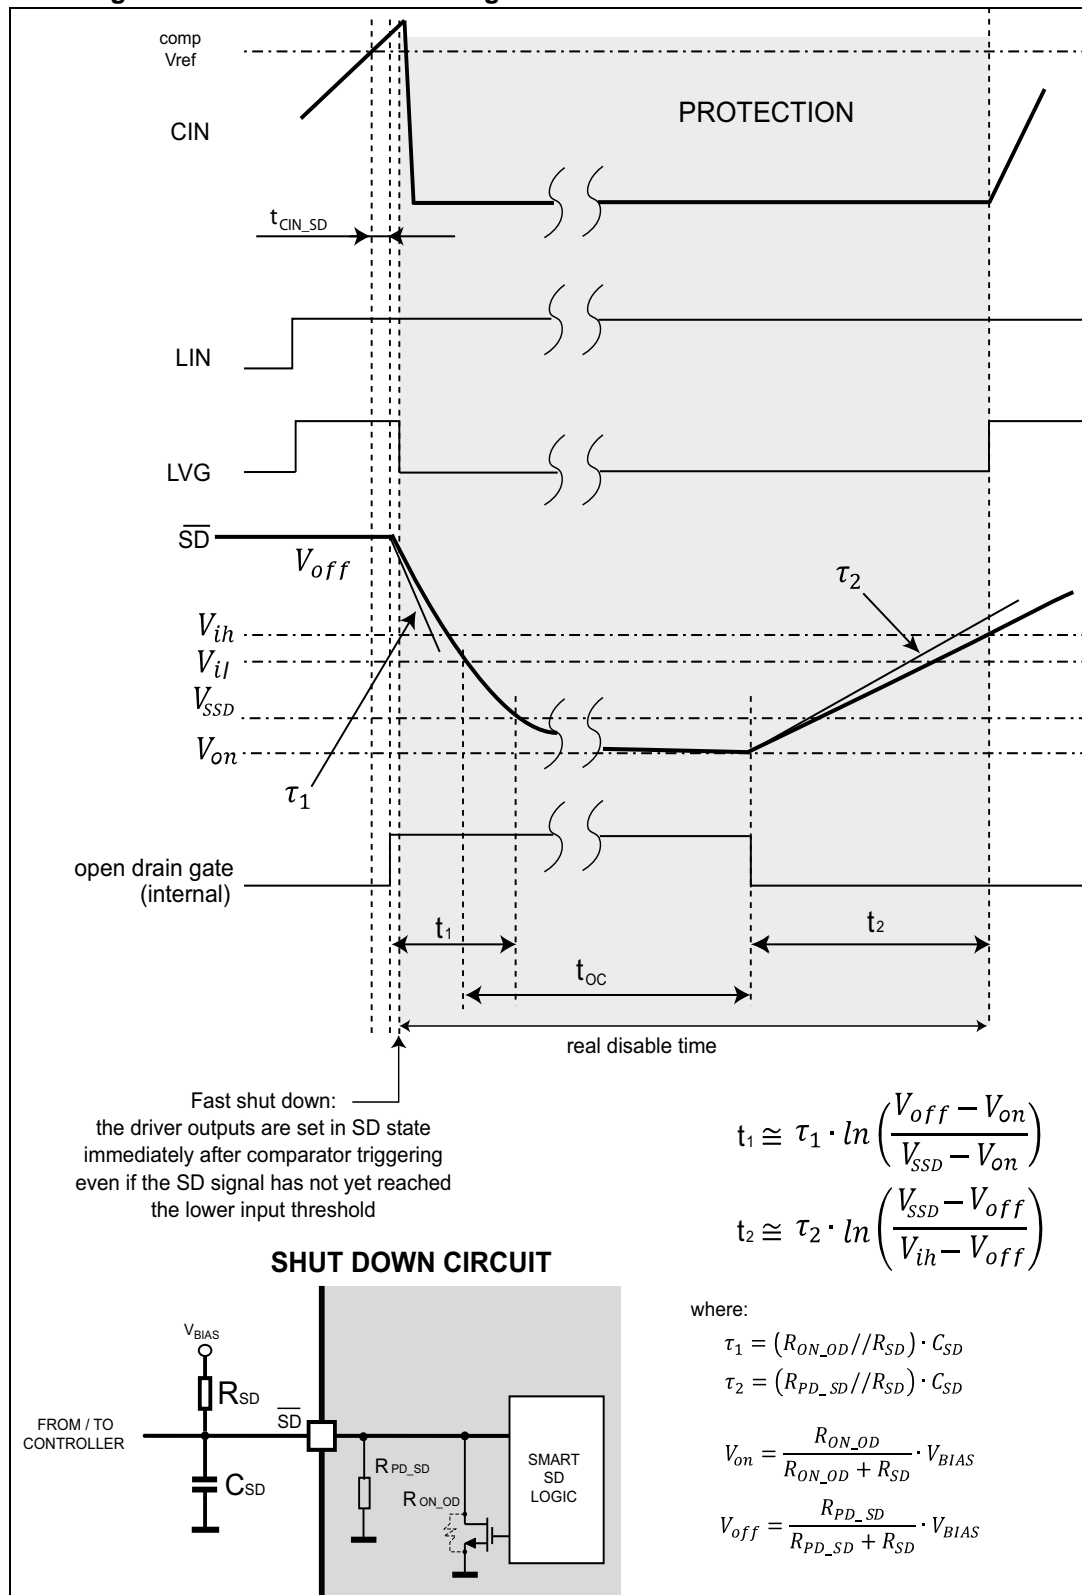 comp
Vref
CIN
PROTECTION
t_CIN_SD
LIN
LVG
SD
V_off
τ_2
V_ih
V_il
V_SSD
V_on
τ_1
open drain gate
(internal)
t_1
t_2
t_OC
real disable time
Fast shut down:
the driver outputs are set in SD state
immediately after comparator triggering
even if the SD signal has not yet reached
the lower input threshold
t_1 ≅ τ_1 · ln ((V_off − V_on) / (V_SSD − V_on))
t_2 ≅ τ_2 · ln ((V_SSD − V_off) / (V_ih − V_off))
SHUT DOWN CIRCUIT
V_BIAS
R_SD
FROM / TO
CONTROLLER
SD
C_SD
R_PD_SD
R_ON_OD
SMART
SD
LOGIC
where:
τ_1 = (R_ON_OD//R_SD) · C_SD
τ_2 = (R_PD_SD//R_SD) · C_SD
V_on = R_ON_OD / (R_ON_OD + R_SD) · V_BIAS
V_off = R_PD_SD / (R_PD_SD + R_SD) · V_BIAS